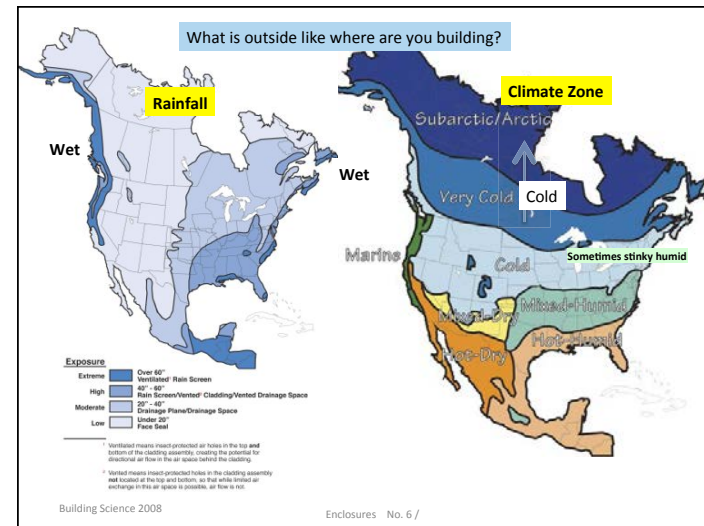 What is outside like where are you building?
Rainfall
Wet
Climate Zone
Subarctic/Arctic
Wet
Very Cold
Cold
Marine
Cold
Sometimes stinky humid
Mixed-Humid
Mixed-Dry
Hot-Humid
Hot-Dry
Exposure
Extreme
Over 60"
Ventilated¹ Rain Screen
High
40" - 60"
Rain Screen/Vented² Cladding/Vented Drainage Space
Moderate
20" - 40"
Drainage Plane/Drainage Space
Low
Under 20"
Face Seal
¹ Ventilated means insect-protected air holes in the top and
bottom of the cladding assembly, creating the potential for
directional air flow in the air space behind the cladding.
² Vented means insect-protected holes in the cladding assembly
not located at the top and bottom, so that while limited air
exchange in this air space is possible, air flow is not.
Building Science 2008
Enclosures No. 6 /